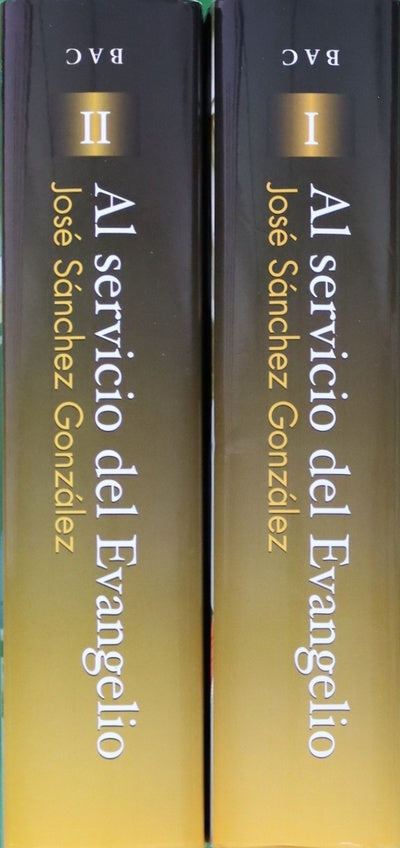 BAC
I
Al servicio del Evangelio
José Sánchez González
BAC
II
Al servicio del Evangelio
José Sánchez González